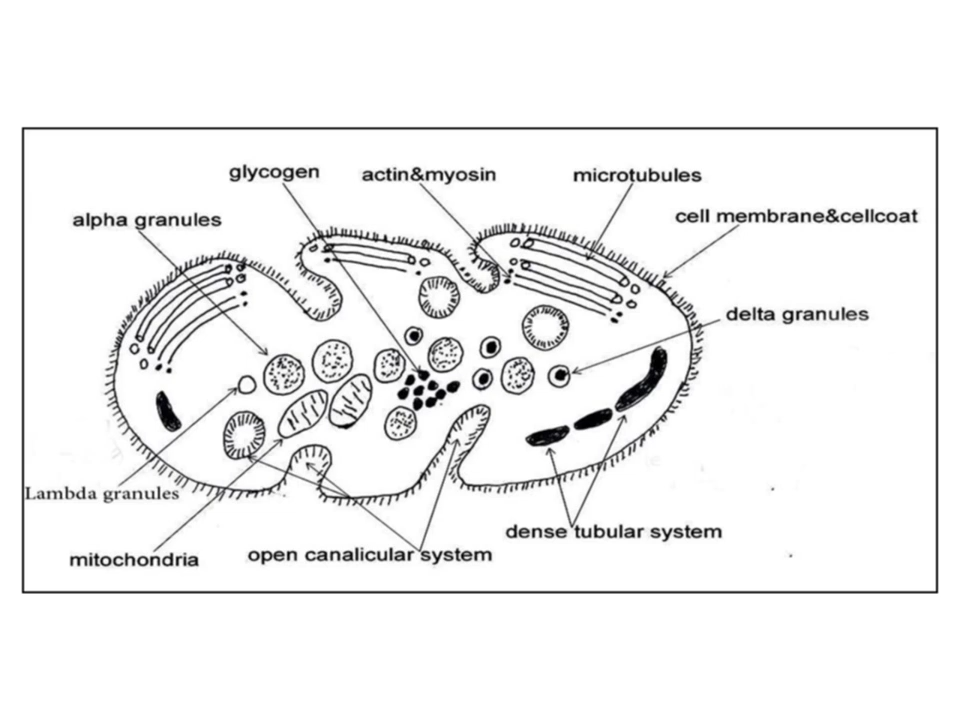 glycogen
actin&myosin
microtubules
alpha granules
cell membrane&cellcoat
delta granules
Lambda granules
dense tubular system
mitochondria
open canalicular system